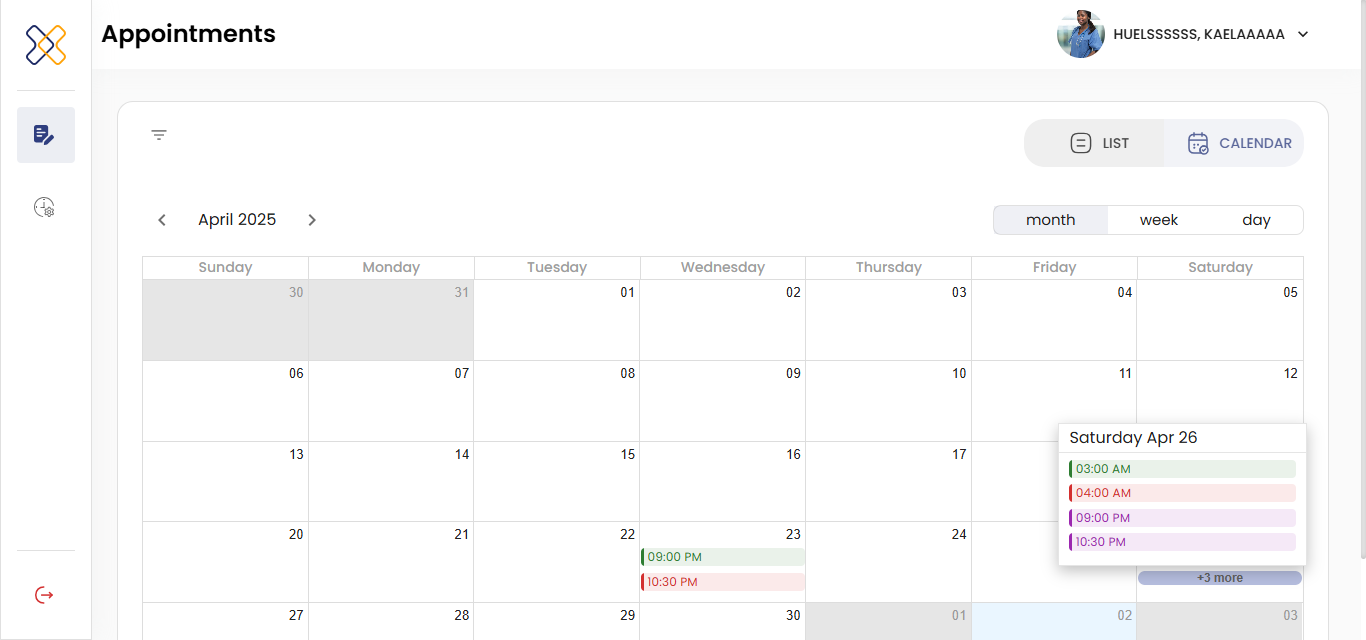 Appointments
HUELSSSSSS, KAELAAAAA
LIST
CALENDAR
April 2025
month week day
Sunday Monday Tuesday Wednesday Thursday Friday Saturday
30 31 01 02 03 04 05
06 07 08 09 10 11 12
13 14 15 16 17
20 21 22 23 24
09:00 PM
10:30 PM
Saturday Apr 26
03:00 AM
04:00 AM
09:00 PM
10:30 PM
+3 more
27 28 29 30 01 02 03